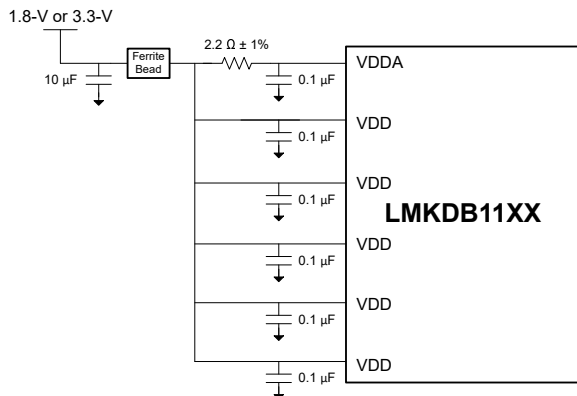 1.8-V or 3.3-V
10 µF
Ferrite
Bead
2.2 Ω ± 1%
0.1 µF
VDDA
0.1 µF
VDD
0.1 µF
VDD
LMKDB11XX
0.1 µF
VDD
0.1 µF
VDD
0.1 µF
VDD